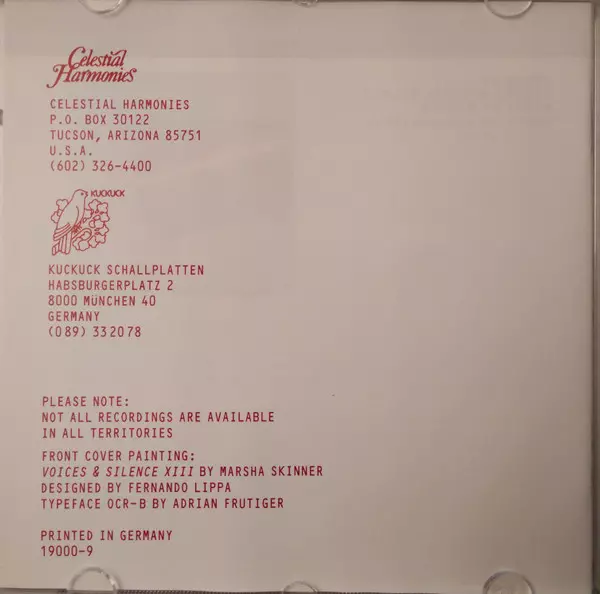 Celestial
Harmonies
CELESTIAL HARMONIES
P.O. BOX 30122
TUCSON, ARIZONA 85751
U.S.A.
(602) 326-4400
KUCKUCK
KUCKUCK SCHALLPLATTEN
HABSBURGERPLATZ 2
8000 MÜNCHEN 40
GERMANY
(089) 332078
PLEASE NOTE:
NOT ALL RECORDINGS ARE AVAILABLE
IN ALL TERRITORIES
FRONT COVER PAINTING:
VOICES & SILENCE XIII BY MARSHA SKINNER
DESIGNED BY FERNANDO LIPPA
TYPEFACE OCR-B BY ADRIAN FRUTIGER
PRINTED IN GERMANY
19000-9